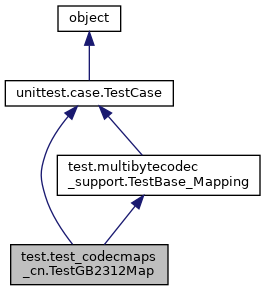 object
unittest.case.TestCase
test.multibytecodec
_support.TestBase_Mapping
test.test_codecmaps
_cn.TestGB2312Map